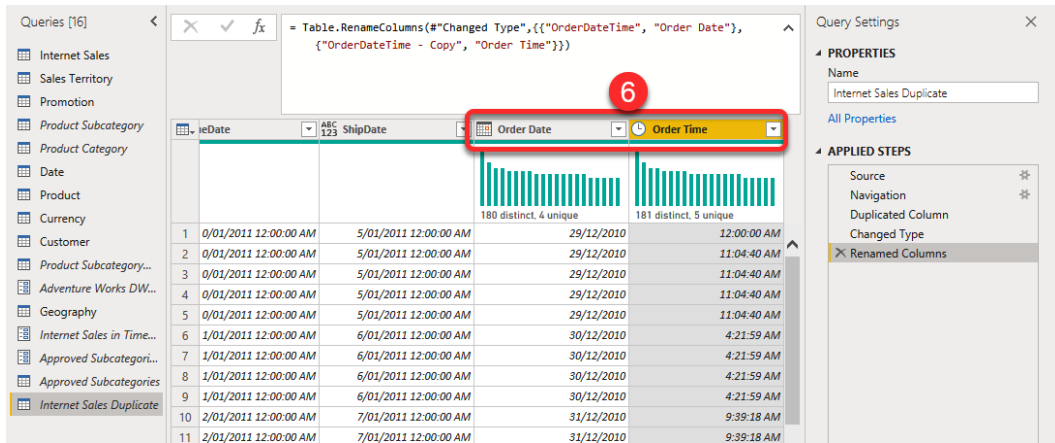 Queries [16]
Internet Sales
Sales Territory
Promotion
Product Subcategory
Product Category
Date
Product
Currency
Customer
Product Subcategory...
Adventure Works DW...
Geography
Internet Sales in Time...
Approved Subcategori...
Approved Subcategories
Internet Sales Duplicate
fx
= Table.RenameColumns(#"Changed Type",{{"OrderDateTime", "Order Date"},
{"OrderDateTime - Copy", "Order Time"}})
6
ieDate ABC 123 ShipDate Order Date Order Time
180 distinct, 4 unique 181 distinct, 5 unique
1 0/01/2011 12:00:00 AM 5/01/2011 12:00:00 AM 29/12/2010 12:00:00 AM
2 0/01/2011 12:00:00 AM 5/01/2011 12:00:00 AM 29/12/2010 11:04:40 AM
3 0/01/2011 12:00:00 AM 5/01/2011 12:00:00 AM 29/12/2010 11:04:40 AM
4 0/01/2011 12:00:00 AM 5/01/2011 12:00:00 AM 29/12/2010 11:04:40 AM
5 0/01/2011 12:00:00 AM 5/01/2011 12:00:00 AM 29/12/2010 11:04:40 AM
6 1/01/2011 12:00:00 AM 6/01/2011 12:00:00 AM 30/12/2010 4:21:59 AM
7 1/01/2011 12:00:00 AM 6/01/2011 12:00:00 AM 30/12/2010 4:21:59 AM
8 1/01/2011 12:00:00 AM 6/01/2011 12:00:00 AM 30/12/2010 4:21:59 AM
9 1/01/2011 12:00:00 AM 6/01/2011 12:00:00 AM 30/12/2010 4:21:59 AM
10 2/01/2011 12:00:00 AM 7/01/2011 12:00:00 AM 31/12/2010 9:39:18 AM
11 2/01/2011 12:00:00 AM 7/01/2011 12:00:00 AM 31/12/2010 9:39:18 AM
Query Settings
PROPERTIES
Name
Internet Sales Duplicate
All Properties
APPLIED STEPS
Source
Navigation
Duplicated Column
Changed Type
Renamed Columns